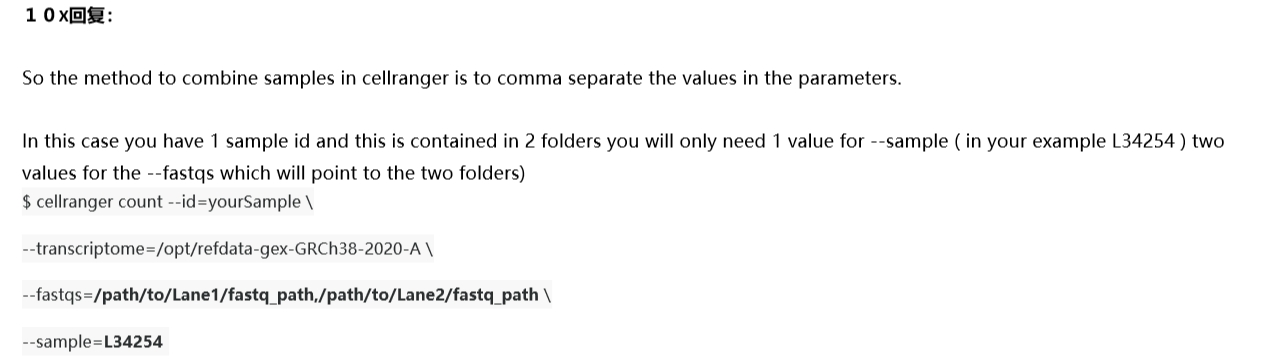 １０x回复:
So the method to combine samples in cellranger is to comma separate the values in the parameters.
In this case you have 1 sample id and this is contained in 2 folders you will only need 1 value for --sample ( in your example L34254 ) two
values for the --fastqs which will point to the two folders)
$ cellranger count --id=yourSample \
--transcriptome=/opt/refdata-gex-GRCh38-2020-A \
--fastqs=/path/to/Lane1/fastq_path,/path/to/Lane2/fastq_path \
--sample=L34254